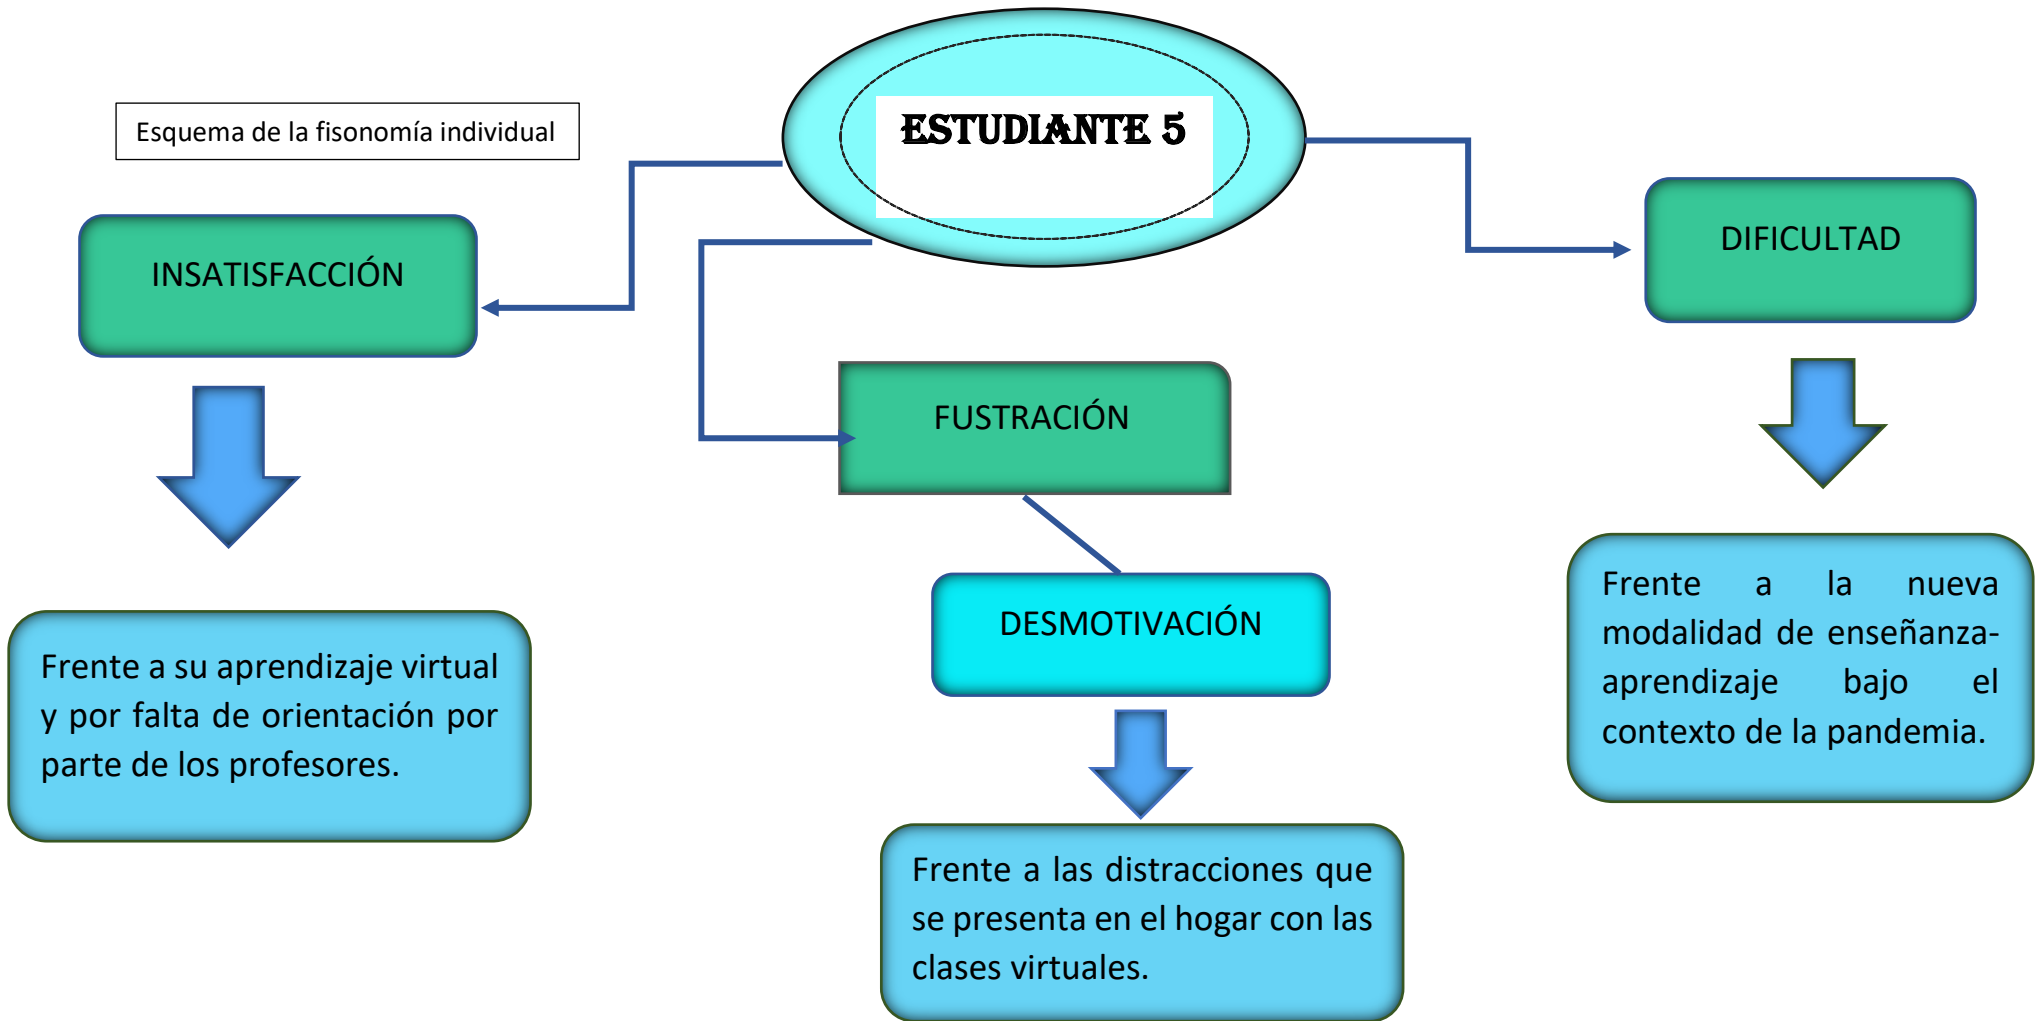 ESTUDIANTE 5
Esquema de la fisonomía individual
INSATISFACCIÓN
DIFICULTAD
FUSTRACIÓN
DESMOTIVACIÓN
Frente a su aprendizaje virtual
y por falta de orientación por
parte de los profesores.
Frente a las distracciones que
se presenta en el hogar con las
clases virtuales.
Frente a la nueva
modalidad de enseñanza-
aprendizaje bajo el
contexto de la pandemia.